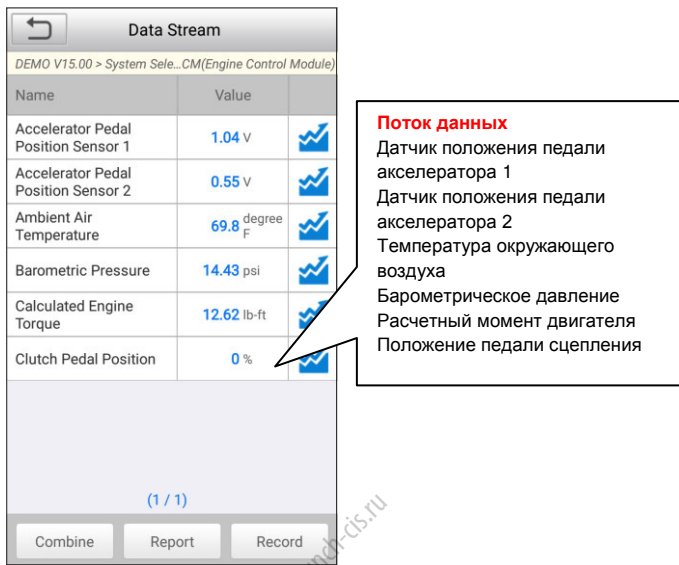 Data Stream
DEMO V15.00 > System Sele...CM(Engine Control Module)
Name Value
Accelerator Pedal
Position Sensor 1
1.04 V
Accelerator Pedal
Position Sensor 2
0.55 V
Ambient Air
Temperature
69.8 degree F
Barometric Pressure 14.43 psi
Calculated Engine
Torque
12.62 lb-ft
Clutch Pedal Position 0 %
(1 / 1)
Combine Report Record
Поток данных
Датчик положения педали
акселератора 1
Датчик положения педали
акселератора 2
Температура окружающего
воздуха
Барометрическое давление
Расчетный момент двигателя
Положение педали сцепления